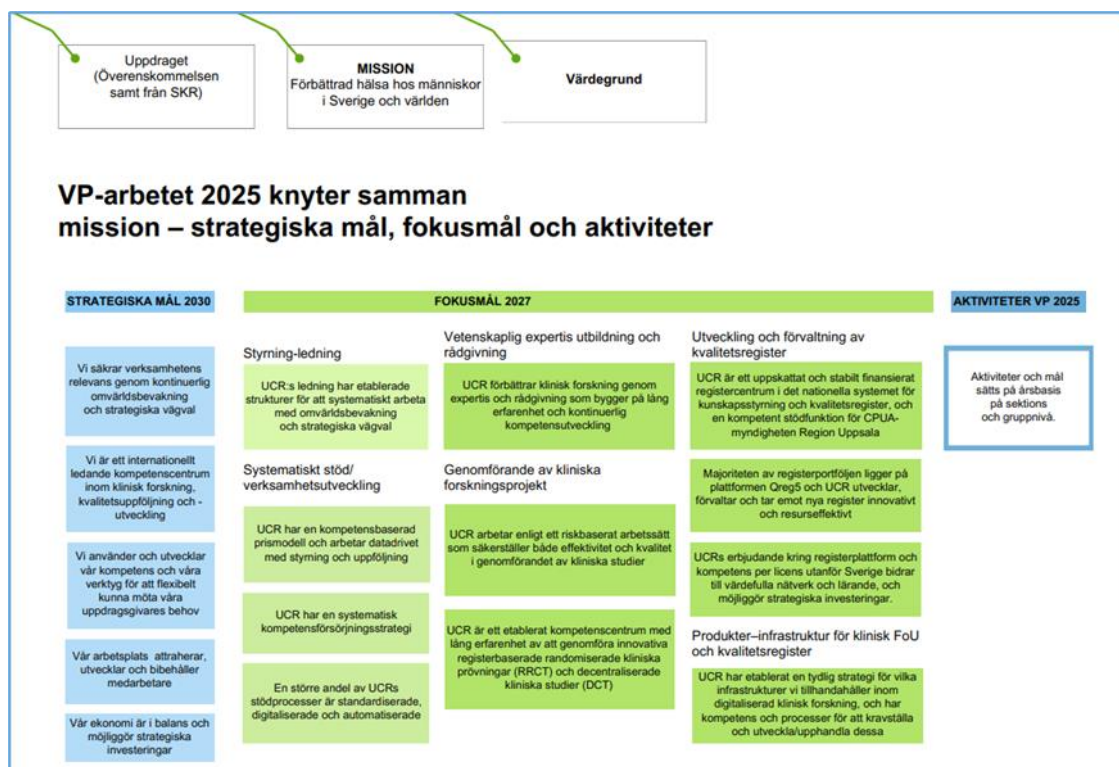 Uppdraget
(Överenskommelsen
samt från SKR)
MISSION
Förbättrad hälsa hos människor
i Sverige och världen
Värdegrund
VP-arbetet 2025 knyter samman
mission – strategiska mål, fokusmål och aktiviteter
STRATEGISKA MÅL 2030
Vi säkrar verksamhetens
relevans genom kontinuerlig
omvärldsbevakning
och strategiska vägval
Vi är ett internationellt
ledande kompetenscentrum
inom klinisk forskning,
kvalitetsuppföljning och -
utveckling
Vi använder och utvecklar
vår kompetens och våra
verktyg för att flexibelt
kunna möta våra
uppdragsgivares behov
Vår arbetsplats attraherar,
utvecklar och bibehåller
medarbetare
Vår ekonomi är i balans och
möjliggör strategiska
investeringar
FOKUSMÅL 2027
Styrning-ledning
UCR:s ledning har etablerade
strukturer för att systematiskt arbeta
med omvärldsbevakning
och strategiska vägval
Systematiskt stöd/
verksamhetsutveckling
UCR har en kompetensbaserad
prismodell och arbetar datadrivet
med styrning och uppföljning
UCR har en systematisk
kompetensförsörjningsstrategi
En större andel av UCRs
stödprocesser är standardiserade,
digitaliserade och automatiserade
Vetenskaplig expertis utbildning och
rådgivning
UCR förbättrar klinisk forskning genom
expertis och rådgivning som bygger på lång
erfarenhet och kontinuerlig
kompetensutveckling
Genomförande av kliniska
forskningsprojekt
UCR arbetar enligt ett riskbaserat arbetssätt
som säkerställer både effektivitet och kvalitet
i genomförandet av kliniska studier
UCR är ett etablerat kompetenscentrum med
lång erfarenhet av att genomföra innovativa
registerbaserade randomiserade kliniska
prövningar (RRCT) och decentraliserade
kliniska studier (DCT)
Utveckling och förvaltning av
kvalitetsregister
UCR är ett uppskattat och stabilt finansierat
registercentrum i det nationella systemet för
kunskapsstyrning och kvalitetsregister, och
en kompetent stödfunktion för CPUA-
myndigheten Region Uppsala
Majoriteten av registerportföljen ligger på
plattformen Qreg5 och UCR utvecklar,
förvaltar och tar emot nya register innovativt
och resurseffektivt
UCRs erbjudande kring registerplattform och
kompetens per licens utanför Sverige bidrar
till värdefulla nätverk och lärande, och
möjliggör strategiska investeringar.
Produkter–infrastruktur för klinisk FoU
och kvalitetsregister
UCR har etablerat en tydlig strategi för vilka
infrastrukturer vi tillhandahåller inom
digitaliserad klinisk forskning, och har
kompetens och processer för att kravställa
och utveckla/upphandla dessa
AKTIVITETER VP 2025
Aktiviteter och mål
sätts på årsbasis
på sektions
och gruppnivå.